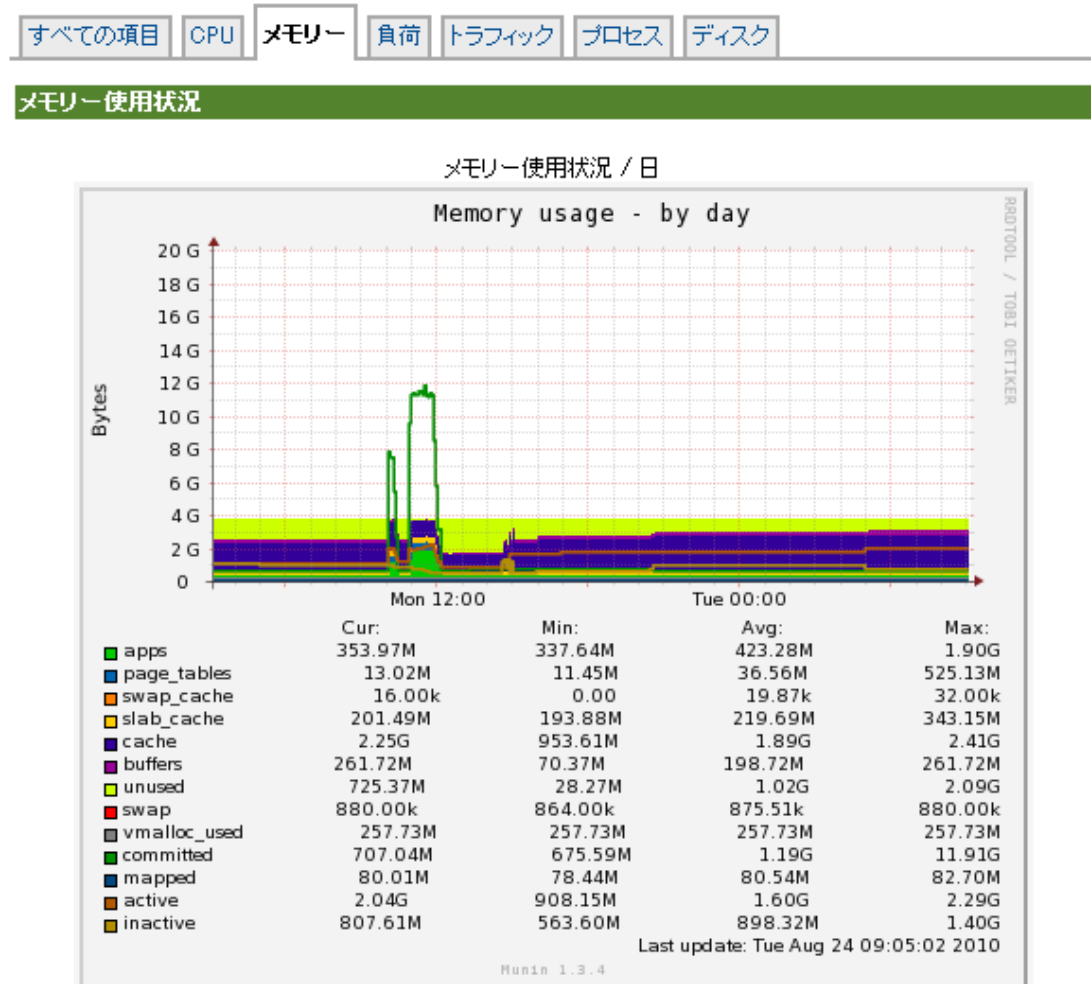 すべての項目 CPU メモリー 負荷 トラフィック プロセス ディスク
メモリー使用状況
メモリー使用状況 / 日
Memory usage - by day
RRDTOOL / TOBI OETIKER
Bytes
20 G
18 G
16 G
14 G
12 G
10 G
8 G
6 G
4 G
2 G
0
Mon 12:00 Tue 00:00
Cur: Min: Avg: Max:
apps 353.97M 337.64M 423.28M 1.90G
page_tables 13.02M 11.45M 36.56M 525.13M
swap_cache 16.00k 0.00 19.87k 32.00k
slab_cache 201.49M 193.88M 219.69M 343.15M
cache 2.25G 953.61M 1.89G 2.41G
buffers 261.72M 70.37M 198.72M 261.72M
unused 725.37M 28.27M 1.02G 2.09G
swap 880.00k 864.00k 875.51k 880.00k
vmalloc_used 257.73M 257.73M 257.73M 257.73M
committed 707.04M 675.59M 1.19G 11.91G
mapped 80.01M 78.44M 80.54M 82.70M
active 2.04G 908.15M 1.60G 2.29G
inactive 807.61M 563.60M 898.32M 1.40G
Last update: Tue Aug 24 09:05:02 2010
Munin 1.3.4